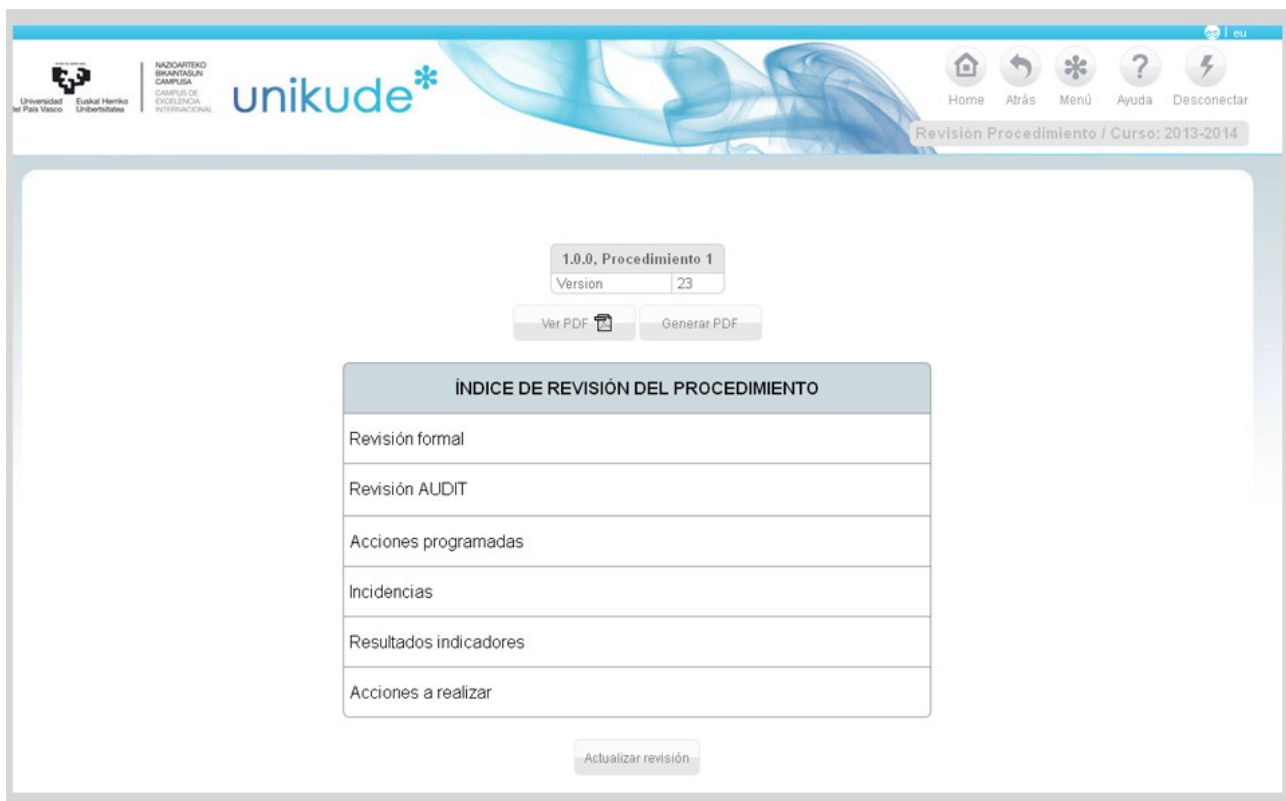 es | eu
Universidad
del País Vasco
Euskal Herriko
Unibertsitatea
NAZIOARTEKO
BIKAINTASUN
CAMPUSA
CAMPUS DE
EXCELENCIA
INTERNACIONAL
unikude*
Home Atrás Menú Ayuda Desconectar
Revisión Procedimiento / Curso: 2013-2014
1.0.0, Procedimiento 1
Version 23
Ver PDF Generar PDF
ÍNDICE DE REVISIÓN DEL PROCEDIMIENTO
Revisión formal
Revisión AUDIT
Acciones programadas
Incidencias
Resultados indicadores
Acciones a realizar
Actualizar revisión